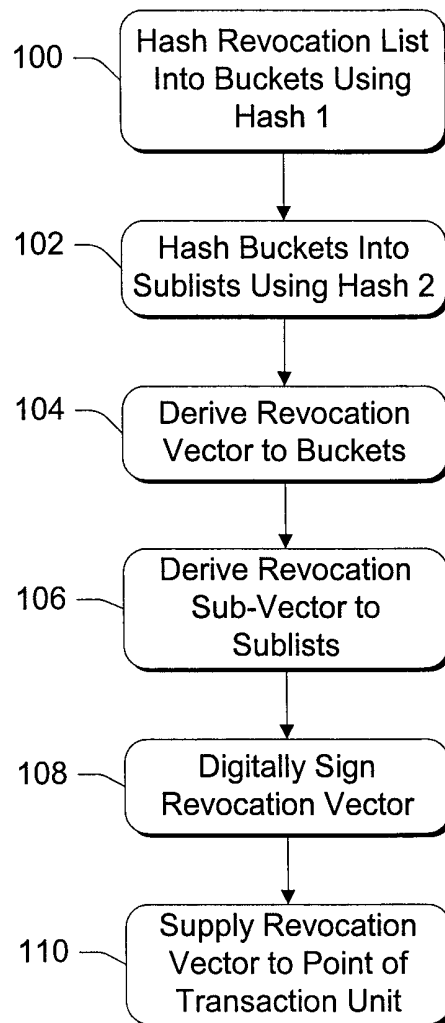 100
Hash Revocation List
Into Buckets Using
Hash 1
102
Hash Buckets Into
Sublists Using Hash 2
104
Derive Revocation
Vector to Buckets
106
Derive Revocation
Sub-Vector to
Sublists
108
Digitally Sign
Revocation Vector
110
Supply Revocation
Vector to Point of
Transaction Unit